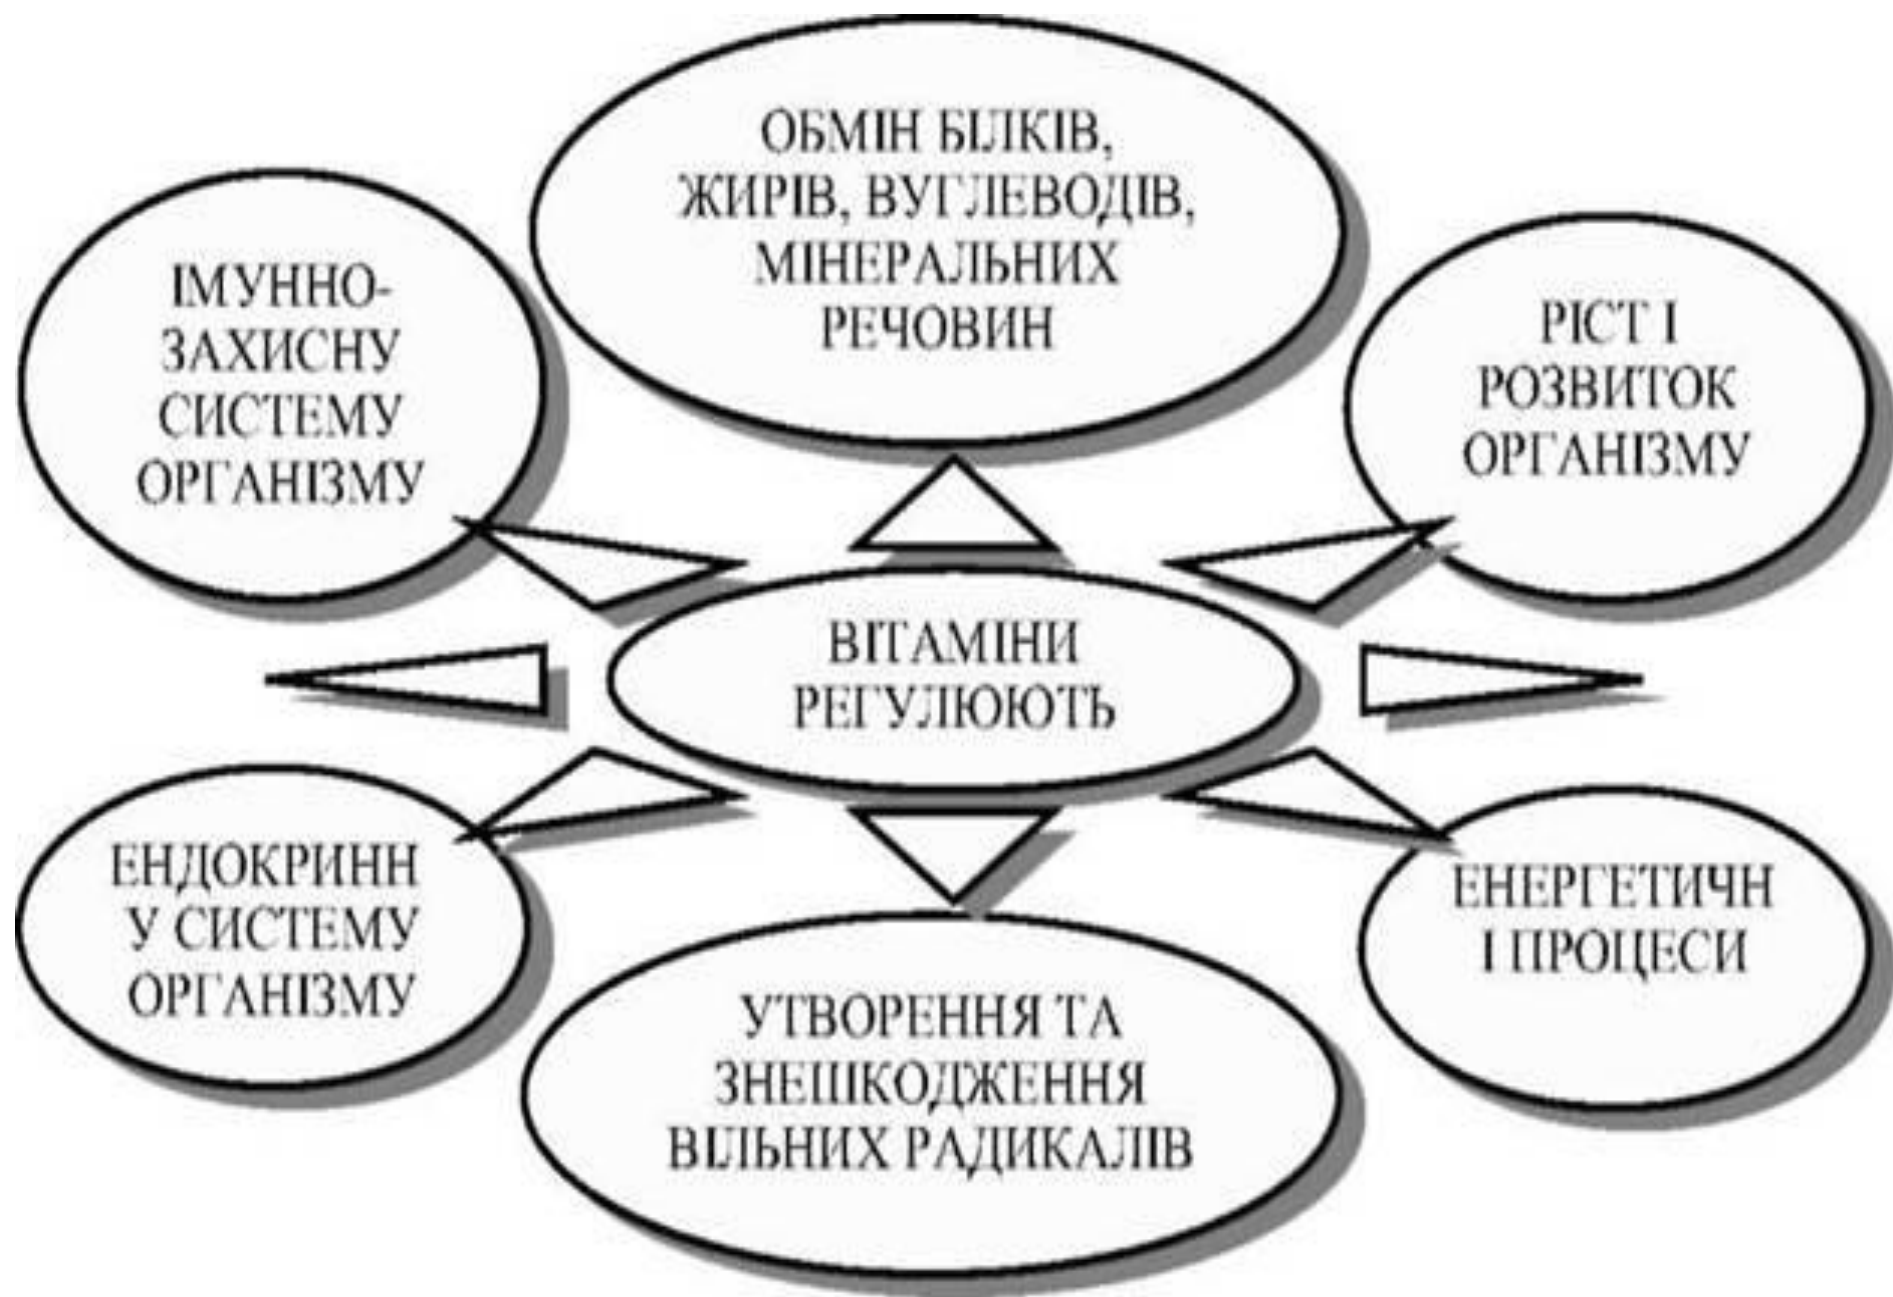 ОБМІН БІЛКІВ,
ЖИРІВ, ВУГЛЕВОДІВ,
МІНЕРАЛЬНИХ
РЕЧОВИН
ІМУННО-
ЗАХИСНУ
СИСТЕМУ
ОРГАНІЗМУ
РІСТ І
РОЗВИТОК
ОРГАНІЗМУ
ВІТАМІНИ
РЕГУЛЮЮТЬ
ЕНДОКРИНН
У СИСТЕМУ
ОРГАНІЗМУ
ЕНЕРГЕТИЧН
І ПРОЦЕСИ
УТВОРЕННЯ ТА
ЗНЕШКОДЖЕННЯ
ВІЛЬНИХ РАДИКАЛІВ